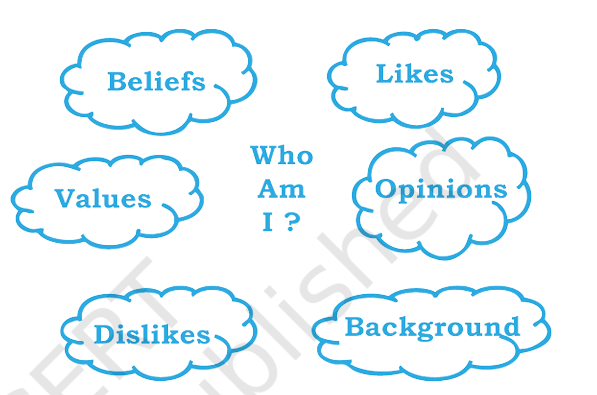 Beliefs
Likes
Who
Am
I ?
Values
Opinions
Dislikes
Background